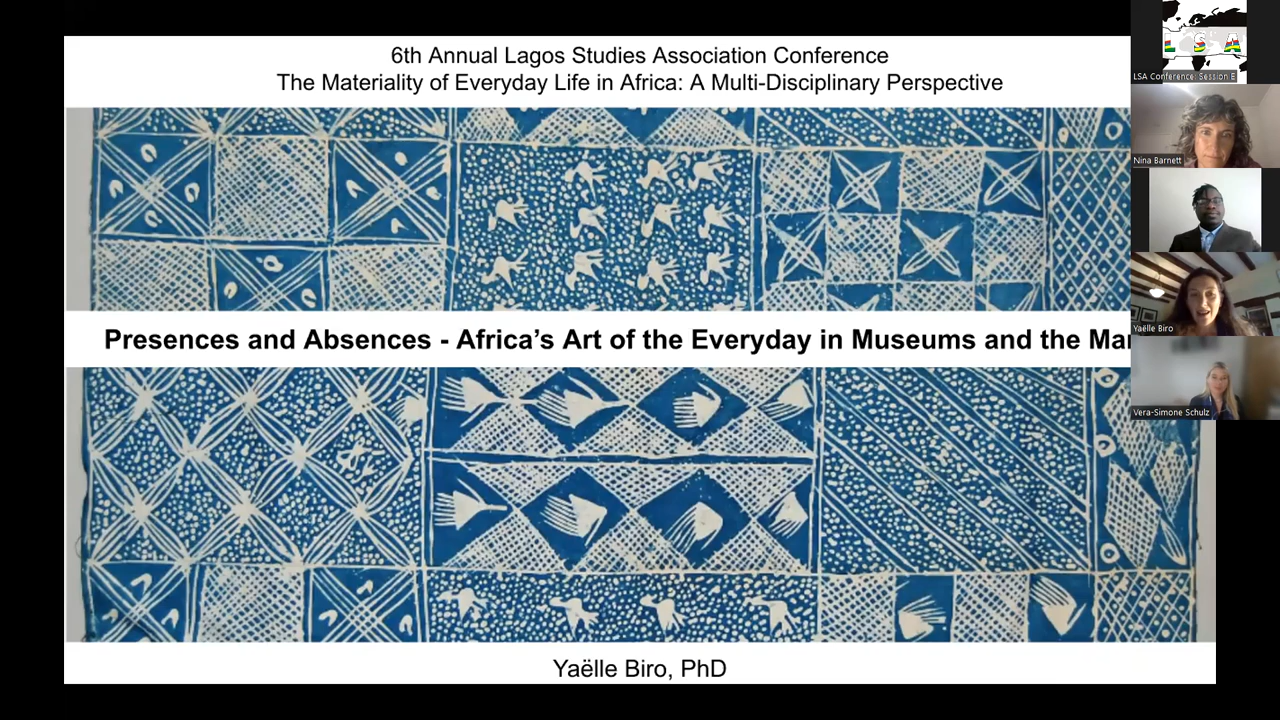 6th Annual Lagos Studies Association Conference
The Materiality of Everyday Life in Africa: A Multi-Disciplinary Perspective
Presences and Absences - Africa’s Art of the Everyday in Museums and the Mar
Yaëlle Biro, PhD
LSA
LSA Conference: Session E
Nina Barnett
Yaëlle Biro
Vera-Simone Schulz